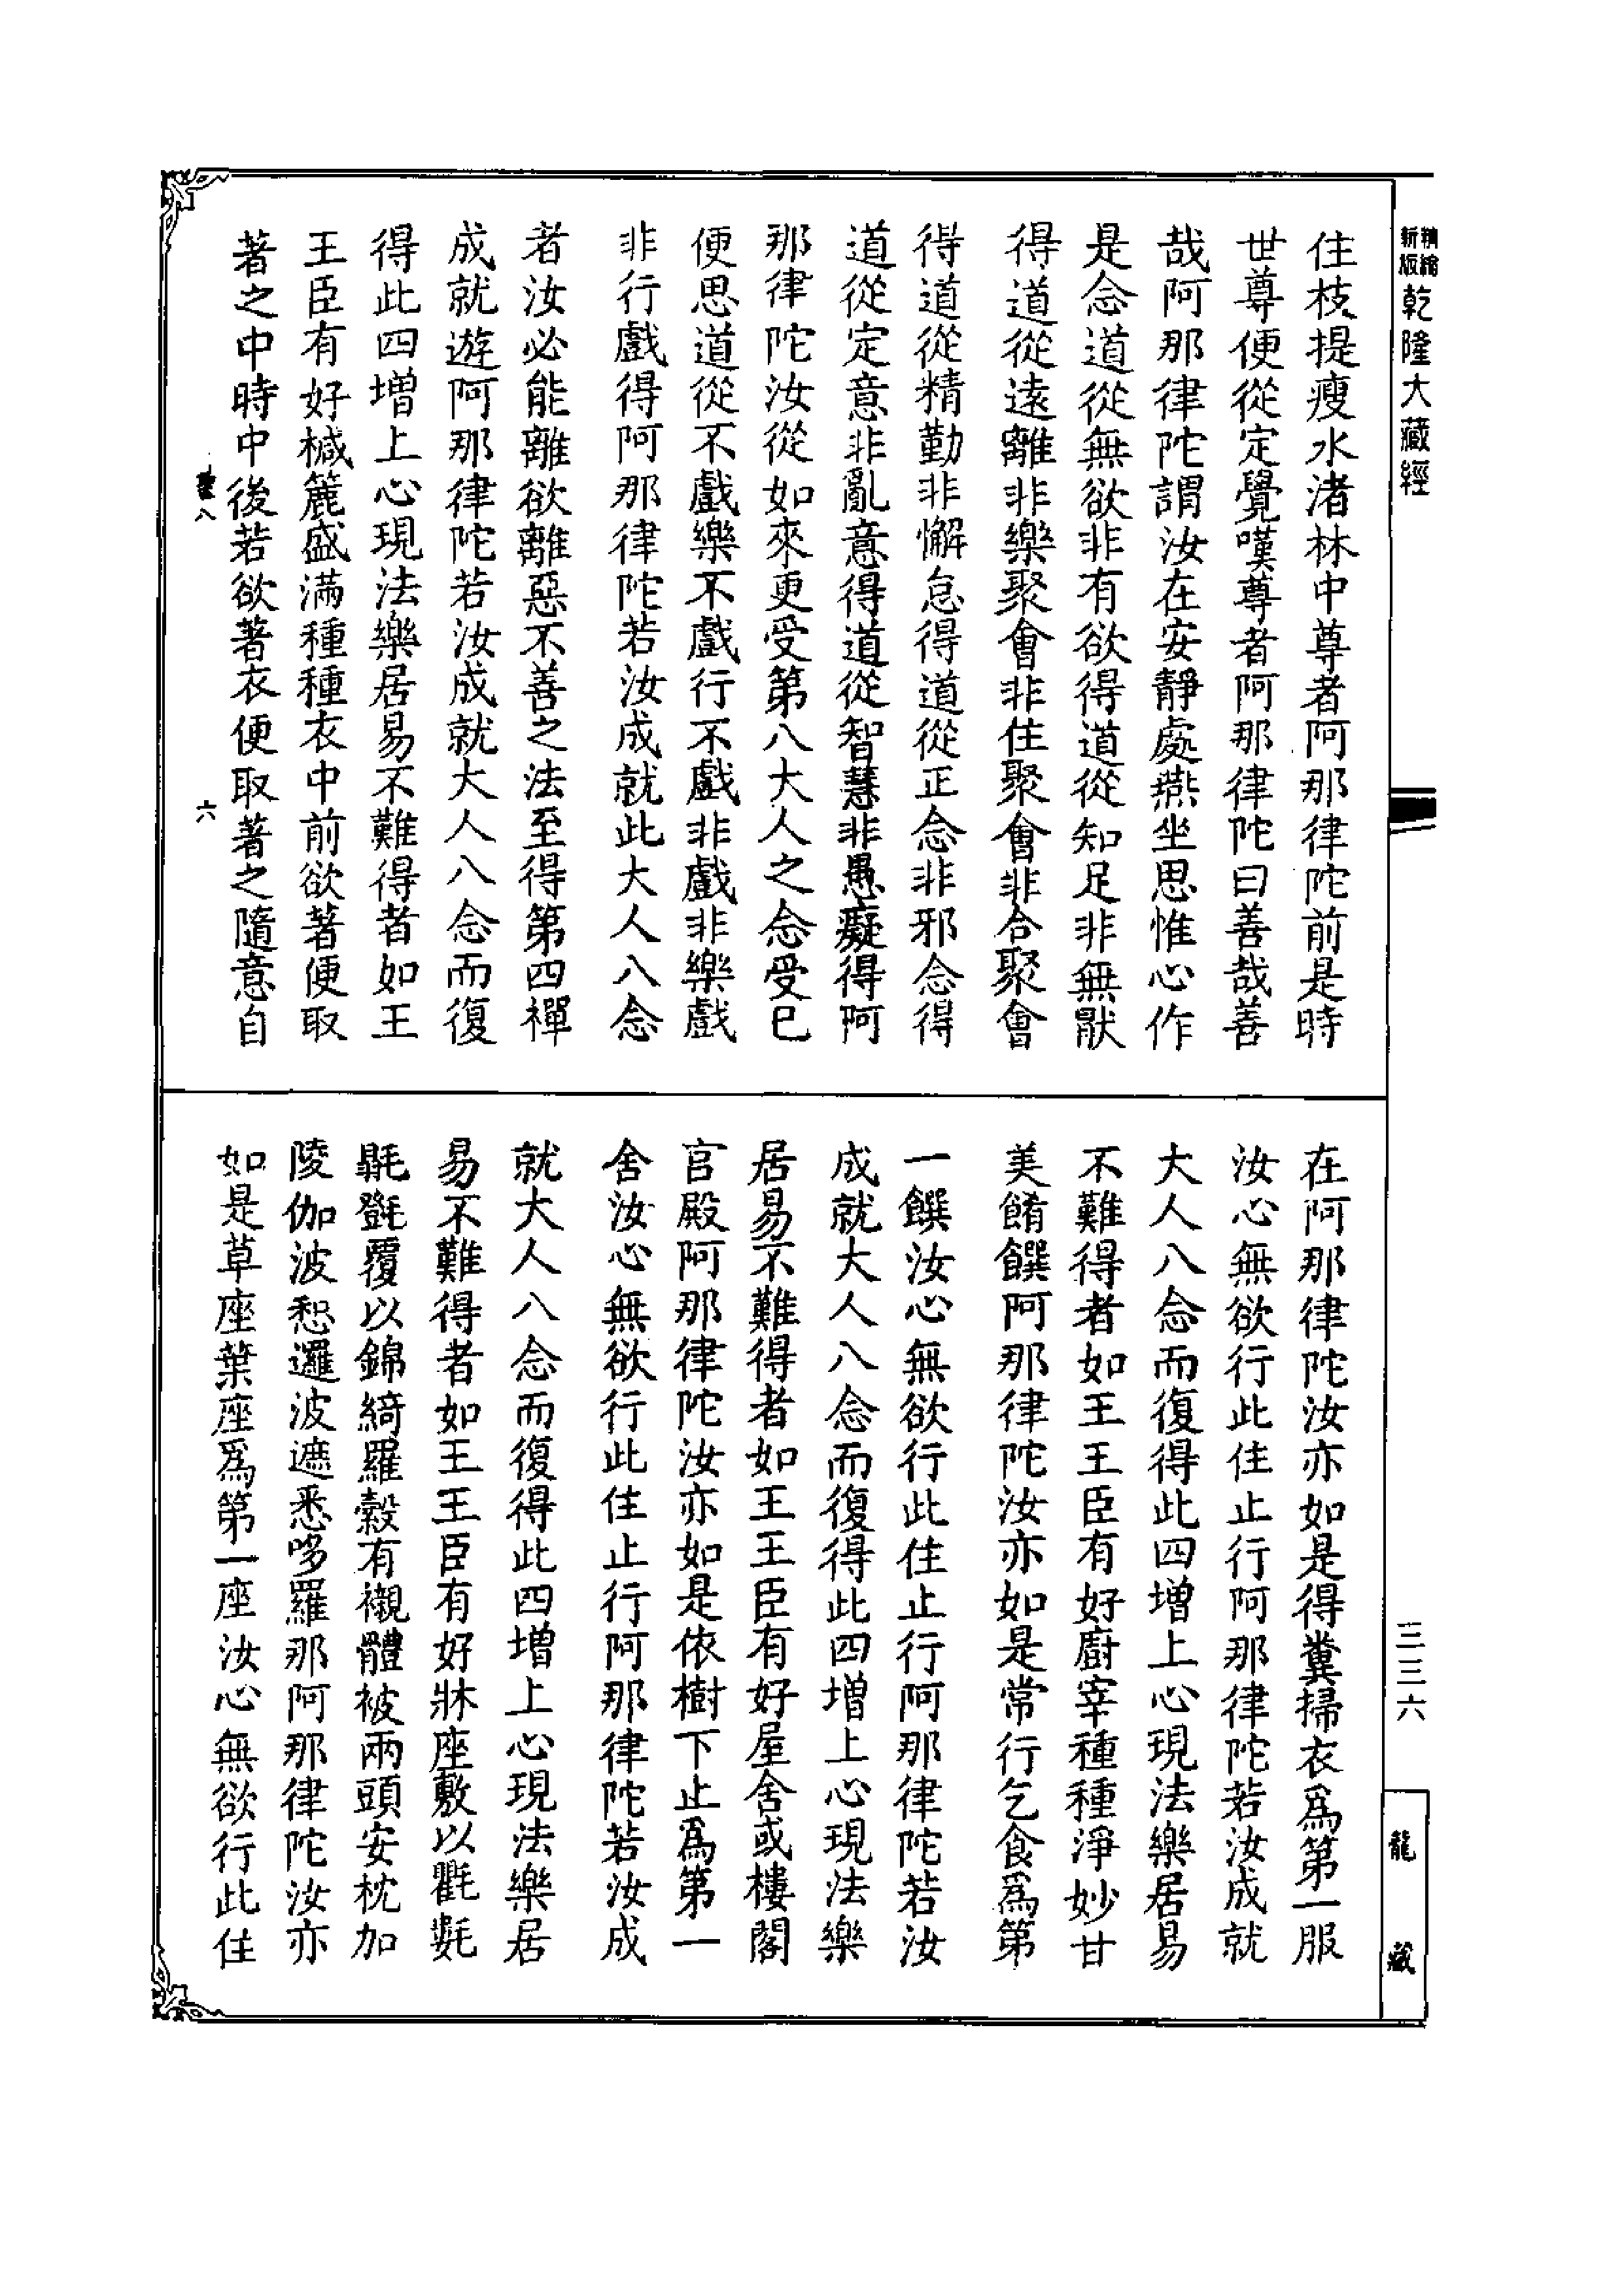 精縮新版乾隆大藏經
住枝提瘦水渚林中尊者阿那律陀前是時
世尊便從定覺嘆尊者阿那律陀曰善哉善
哉阿那律陀謂汝在安靜處燕坐思惟心作
是念道從無欲非有欲得道從知足非無厭
得道從遠離非樂聚會非住聚會非合聚會
得道從精勤非懈怠得道從正念非邪念得
道從定意非亂意得道從智慧非愚癡得阿
那律陀汝從如來更受第八大人之念受已
便思道從不戲樂不戲行不戲非戲非樂戲
非行戲得阿那律陀若汝成就此大人八念
者汝必能離欲離惡不善之法至得第四禪
成就遊阿那律陀若汝成就大人八念而復
得此四增上心現法樂居易不難得者如王
王臣有好椷簏盛滿種種衣中前欲著便取
著之中時中後若欲著衣便取著之隨意自
六
在阿那律陀汝亦如是得糞掃衣爲第一服
汝心無欲行此住止行阿那律陀若汝成就
大人八念而復得此四增上心現法樂居易
不難得者如王王臣有好廚宰種種淨妙甘
美餚饌阿那律陀汝亦如是常行乞食爲第
一饌汝心無欲行此住止行阿那律陀若汝
成就大人八念而復得此四增上心現法樂
居易不難得者如王王臣有好屋舍或樓閣
宮殿阿那律陀汝亦如是依樹下止爲第一
舍汝心無欲行此住止行阿那律陀若汝成
就大人八念而復得此四增上心現法樂居
易不難得者如王王臣有好牀座敷以氍氀
毾㲪覆以錦綺羅縠有襯體被兩頭安枕加
陵伽波惒邏波遮悉哆羅那阿那律陀汝亦
如是草座葉座爲第一座汝心無欲行此住
三三六
龍藏